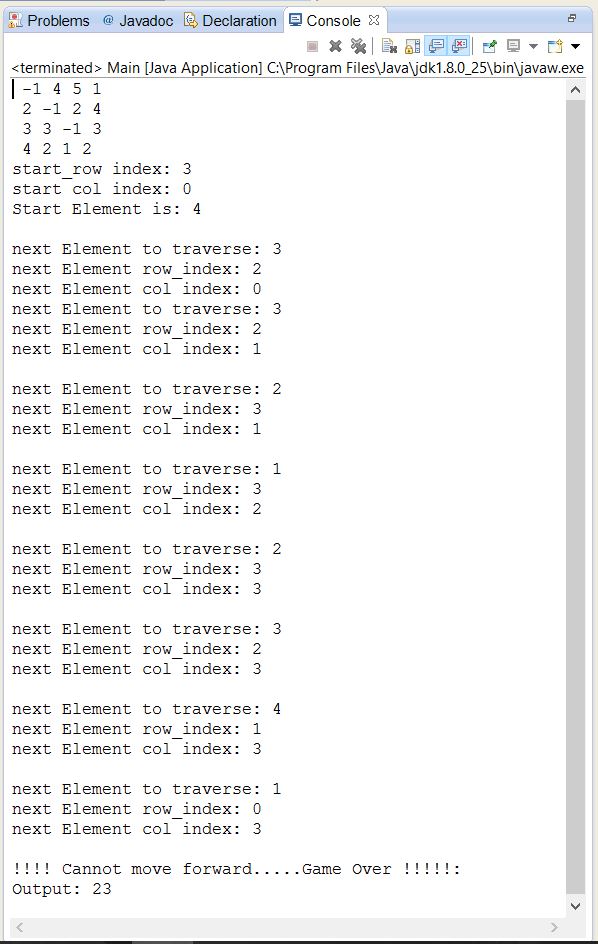 Problems @ Javadoc Declaration Console
<terminated> Main [Java Application] C:\Program Files\Java\jdk1.8.0_25\bin\javaw.exe
-1 4 5 1
2 -1 2 4
3 3 -1 3
4 2 1 2
start_row index: 3
start col index: 0
Start Element is: 4
next Element to traverse: 3
next Element row_index: 2
next Element col index: 0
next Element to traverse: 3
next Element row_index: 2
next Element col index: 1
next Element to traverse: 2
next Element row_index: 3
next Element col index: 1
next Element to traverse: 1
next Element row_index: 3
next Element col index: 2
next Element to traverse: 2
next Element row_index: 3
next Element col index: 3
next Element to traverse: 3
next Element row_index: 2
next Element col index: 3
next Element to traverse: 4
next Element row_index: 1
next Element col index: 3
next Element to traverse: 1
next Element row_index: 0
next Element col index: 3
!!!! Cannot move forward.....Game Over !!!!!:
Output: 23